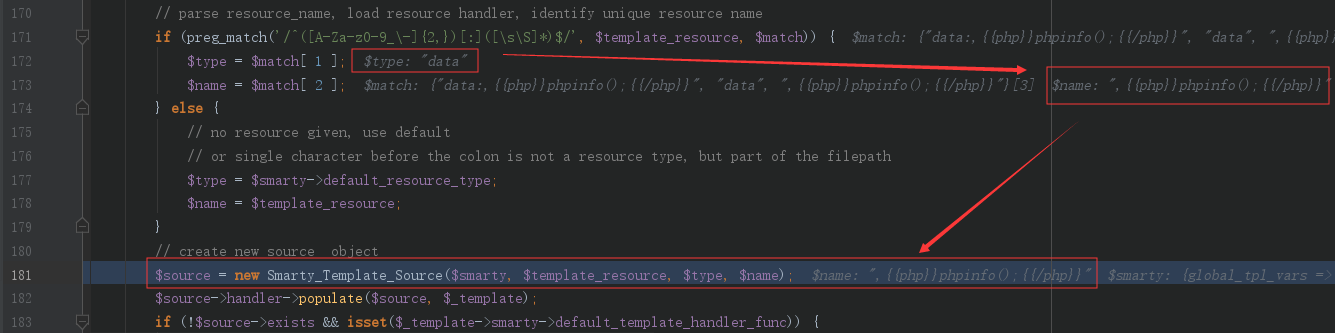 170 // parse resource_name, load resource handler, identify unique resource name
171 if (preg_match('/^([A-Za-z0-9_\-]{2,})[:]([\s\S]*)$/', $template_resource, $match)) { $match: {"data:,{{php}}phpinfo();{{/php}}", "data", ",{{php}}phpi
172 $type = $match[ 1 ]; $type: "data"
173 $name = $match[ 2 ]; $match: {"data:,{{php}}phpinfo();{{/php}}", "data", ",{{php}}phpinfo();{{/php}}"}[3] $name: ",{{php}}phpinfo();{{/php}}"
174 } else {
175 // no resource given, use default
176 // or single character before the colon is not a resource type, but part of the filepath
177 $type = $smarty->default_resource_type;
178 $name = $template_resource;
179 }
180 // create new source object
181 $source = new Smarty_Template_Source($smarty, $template_resource, $type, $name); $name: ",{{php}}phpinfo();{{/php}}" $smarty: {global_tpl_vars =>
182 $source->handler->populate($source, $_template);
183 if (!$source->exists && isset($_template->smarty->default_template_handler_func)) {